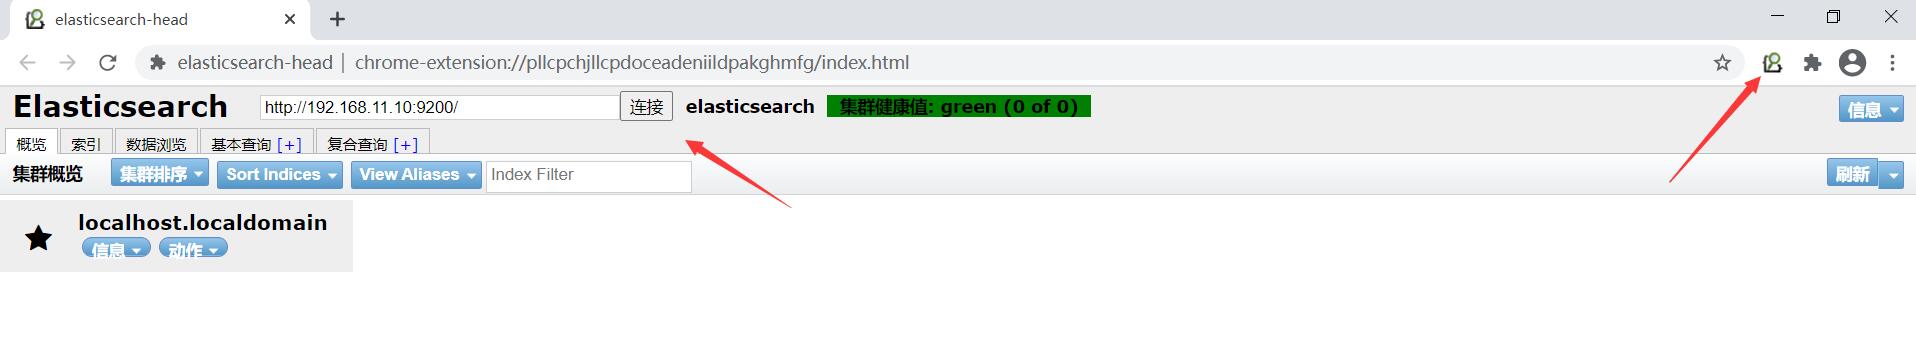 elasticsearch-head
elasticsearch-head | chrome-extension://pllcpchjllcpdoceadeniildpakghmfg/index.html
Elasticsearch http://192.168.11.10:9200/ 连接 elasticsearch 集群健康值: green (0 of 0) 信息
概览 索引 数据浏览 基本查询 [+] 复合查询 [+]
集群概览 集群排序 Sort Indices View Aliases Index Filter 刷新
localhost.localdomain
信息 动作